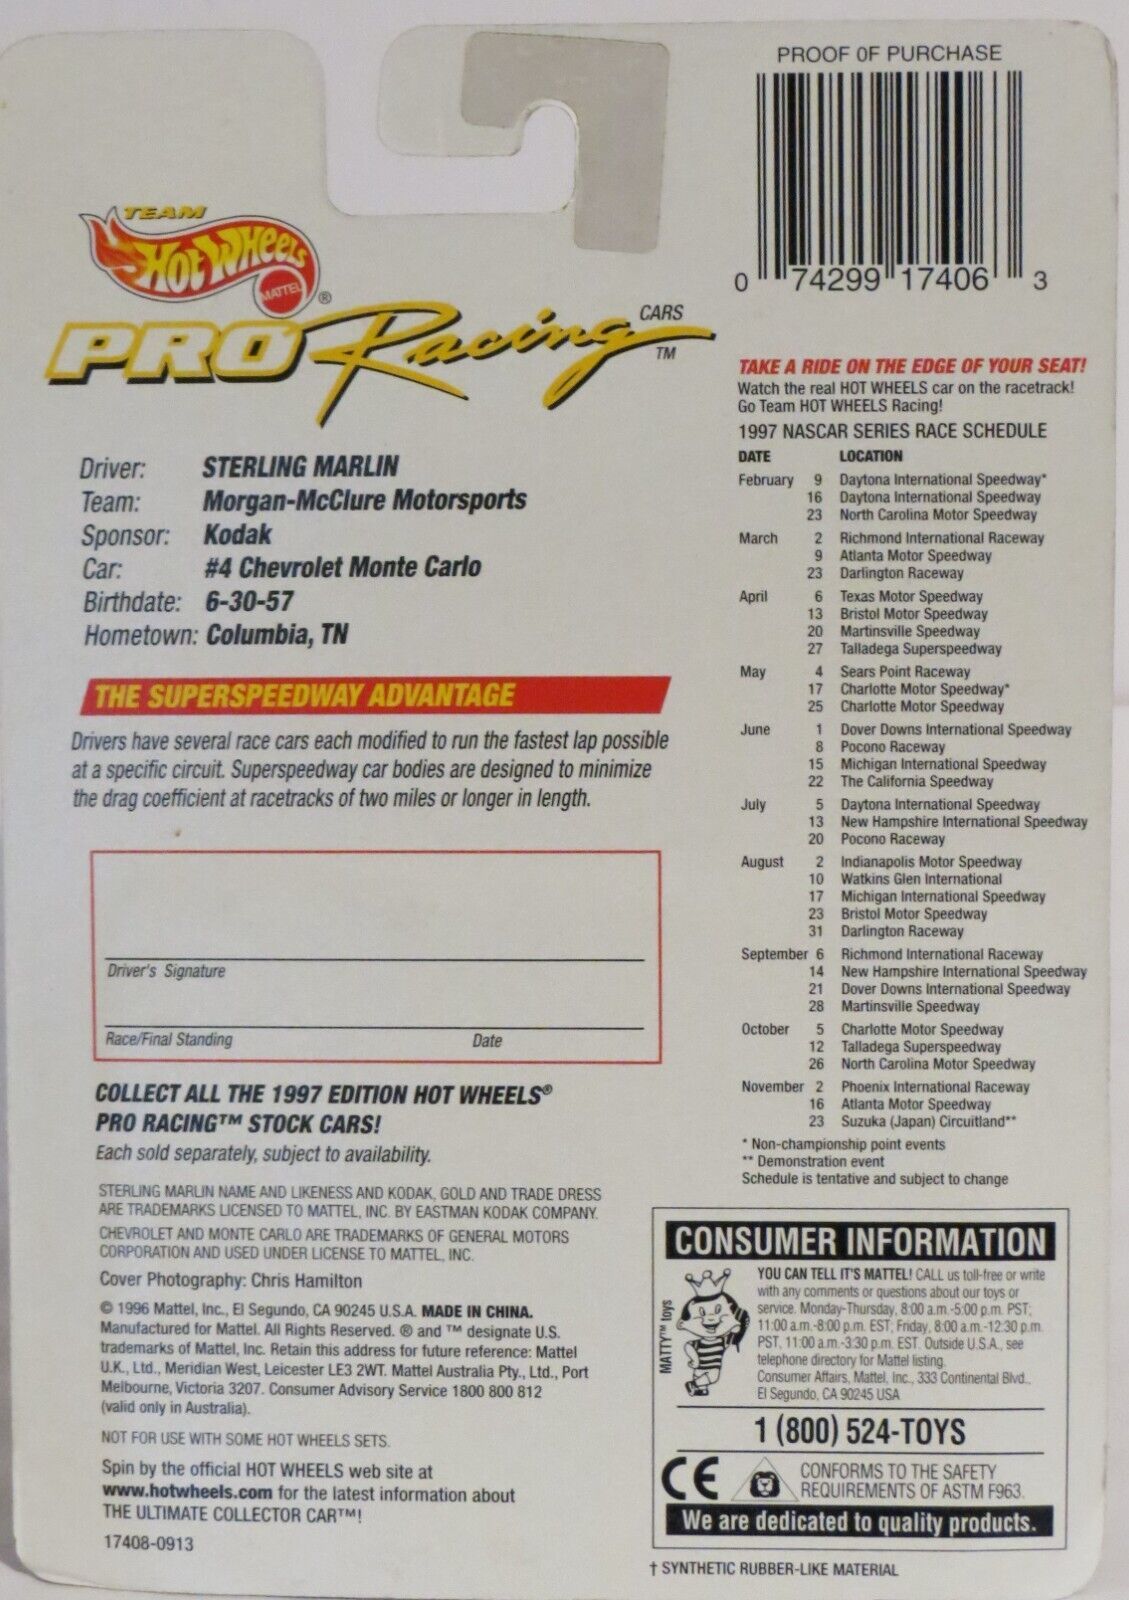 PROOF OF PURCHASE
0 74299 17406 3
TEAM
Hot Wheels
MATTEL
®
PRO Racing CARS
TM
Driver: STERLING MARLIN
Team: Morgan-McClure Motorsports
Sponsor: Kodak
Car: #4 Chevrolet Monte Carlo
Birthdate: 6-30-57
Hometown: Columbia, TN
THE SUPERSPEEDWAY ADVANTAGE
Drivers have several race cars each modified to run the fastest lap possible
at a specific circuit. Superspeedway car bodies are designed to minimize
the drag coefficient at racetracks of two miles or longer in length.
Driver's Signature
Race/Final Standing Date
COLLECT ALL THE 1997 EDITION HOT WHEELS®
PRO RACING™ STOCK CARS!
Each sold separately, subject to availability.
STERLING MARLIN NAME AND LIKENESS AND KODAK, GOLD AND TRADE DRESS
ARE TRADEMARKS LICENSED TO MATTEL, INC. BY EASTMAN KODAK COMPANY.
CHEVROLET AND MONTE CARLO ARE TRADEMARKS OF GENERAL MOTORS
CORPORATION AND USED UNDER LICENSE TO MATTEL, INC.
Cover Photography: Chris Hamilton
© 1996 Mattel, Inc., El Segundo, CA 90245 U.S.A. MADE IN CHINA.
Manufactured for Mattel. All Rights Reserved. ® and ™ designate U.S.
trademarks of Mattel, Inc. Retain this address for future reference: Mattel
U.K., Ltd., Meridian West, Leicester LE3 2WT. Mattel Australia Pty., Ltd., Port
Melbourne, Victoria 3207. Consumer Advisory Service 1800 800 812
(valid only in Australia).
NOT FOR USE WITH SOME HOT WHEELS SETS.
Spin by the official HOT WHEELS web site at
www.hotwheels.com for the latest information about
THE ULTIMATE COLLECTOR CAR™!
17408-0913
TAKE A RIDE ON THE EDGE OF YOUR SEAT!
Watch the real HOT WHEELS car on the racetrack!
Go Team HOT WHEELS Racing!
1997 NASCAR SERIES RACE SCHEDULE
DATE LOCATION
February 9 Daytona International Speedway*
16 Daytona International Speedway
23 North Carolina Motor Speedway
March 2 Richmond International Raceway
9 Atlanta Motor Speedway
23 Darlington Raceway
April 6 Texas Motor Speedway
13 Bristol Motor Speedway
20 Martinsville Speedway
27 Talladega Superspeedway
May 4 Sears Point Raceway
17 Charlotte Motor Speedway*
25 Charlotte Motor Speedway
June 1 Dover Downs International Speedway
8 Pocono Raceway
15 Michigan International Speedway
22 The California Speedway
July 5 Daytona International Speedway
13 New Hampshire International Speedway
20 Pocono Raceway
August 2 Indianapolis Motor Speedway
10 Watkins Glen International
17 Michigan International Speedway
23 Bristol Motor Speedway
31 Darlington Raceway
September 6 Richmond International Raceway
14 New Hampshire International Speedway
21 Dover Downs International Speedway
28 Martinsville Speedway
October 5 Charlotte Motor Speedway
12 Talladega Superspeedway
26 North Carolina Motor Speedway
November 2 Phoenix International Raceway
16 Atlanta Motor Speedway
23 Suzuka (Japan) Circuitland**
* Non-championship point events
** Demonstration event
Schedule is tentative and subject to change
CONSUMER INFORMATION
MATTY™ toys
YOU CAN TELL IT'S MATTEL! CALL us toll-free or write
with any comments or questions about our toys or
service. Monday-Thursday, 8:00 a.m.-5:00 p.m. PST;
11:00 a.m.-8:00 p.m. EST; Friday, 8:00 a.m.-12:30 p.m.
PST, 11:00 a.m.-3:30 p.m. EST. Outside U.S.A., see
telephone directory for Mattel listing.
Consumer Affairs, Mattel, Inc., 333 Continental Blvd.,
El Segundo, CA 90245 USA
1 (800) 524-TOYS
CE
CONFORMS TO THE SAFETY
REQUIREMENTS OF ASTM F963.
We are dedicated to quality products.
† SYNTHETIC RUBBER-LIKE MATERIAL